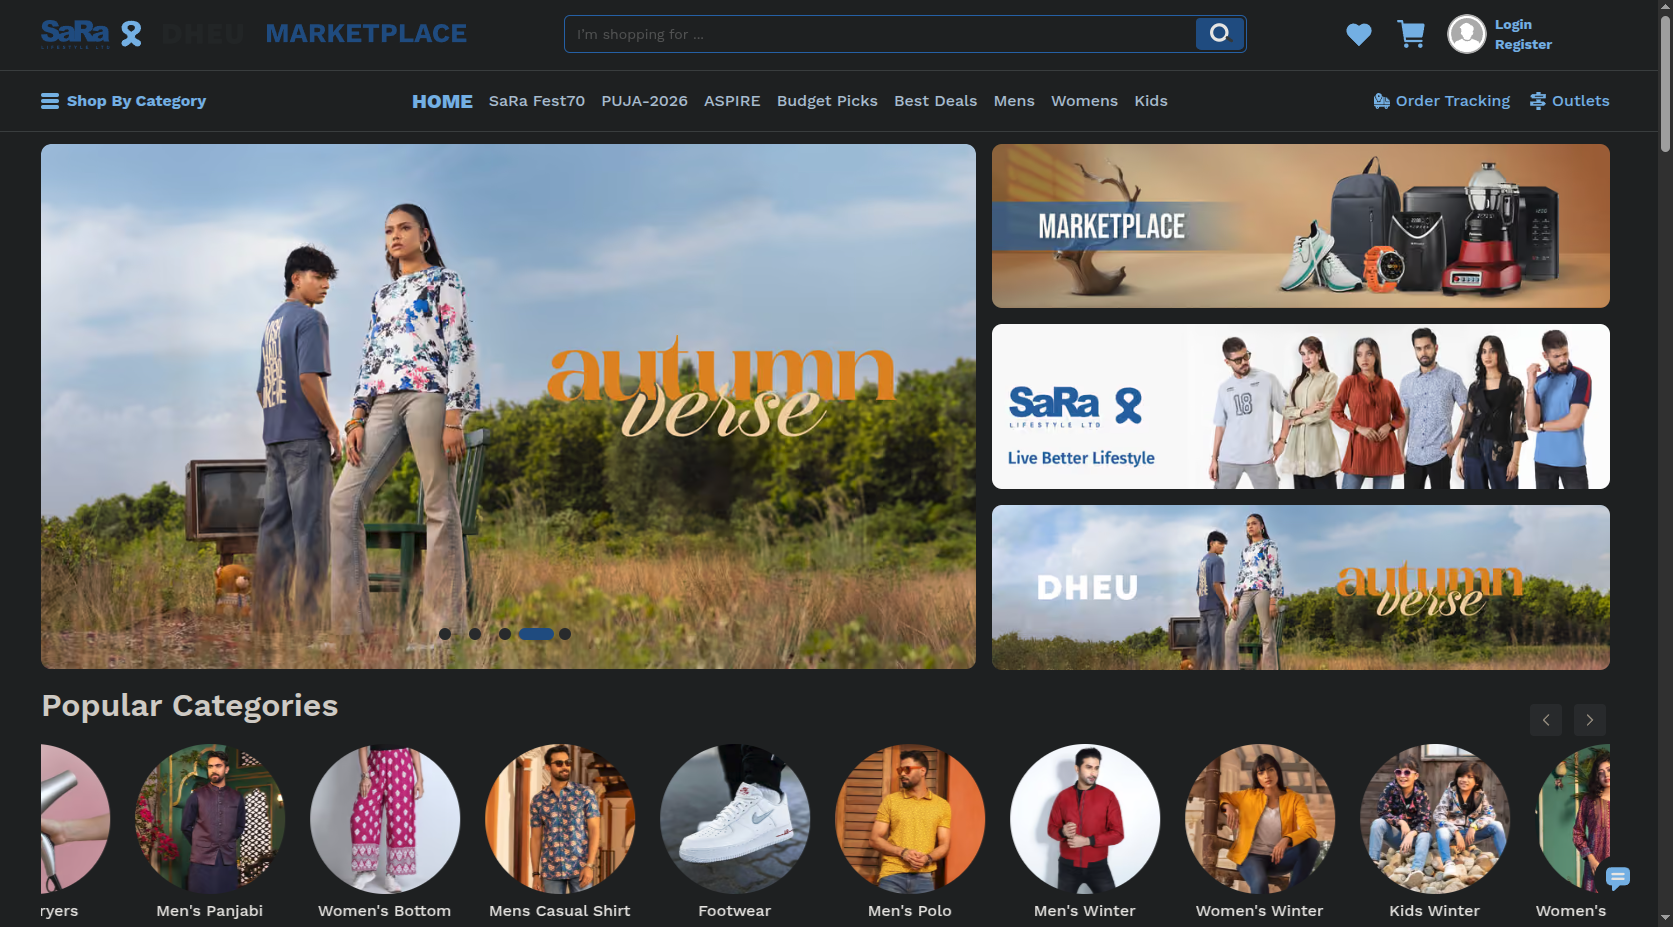 SaRa
LIFESTYLE LTD
DHEU
MARKETPLACE
I'm shopping for ...
Login
Register
Shop By Category
HOME
SaRa Fest70
PUJA-2026
ASPIRE
Budget Picks
Best Deals
Mens
Womens
Kids
Order Tracking
Outlets
autumn
verse
MARKETPLACE
SaRa
LIFESTYLE LTD
Live Better Lifestyle
18
DHEU
autumn
verse
Popular Categories
ryers
Men's Panjabi
Women's Bottom
Mens Casual Shirt
Footwear
Men's Polo
Men's Winter
Women's Winter
Kids Winter
Women's